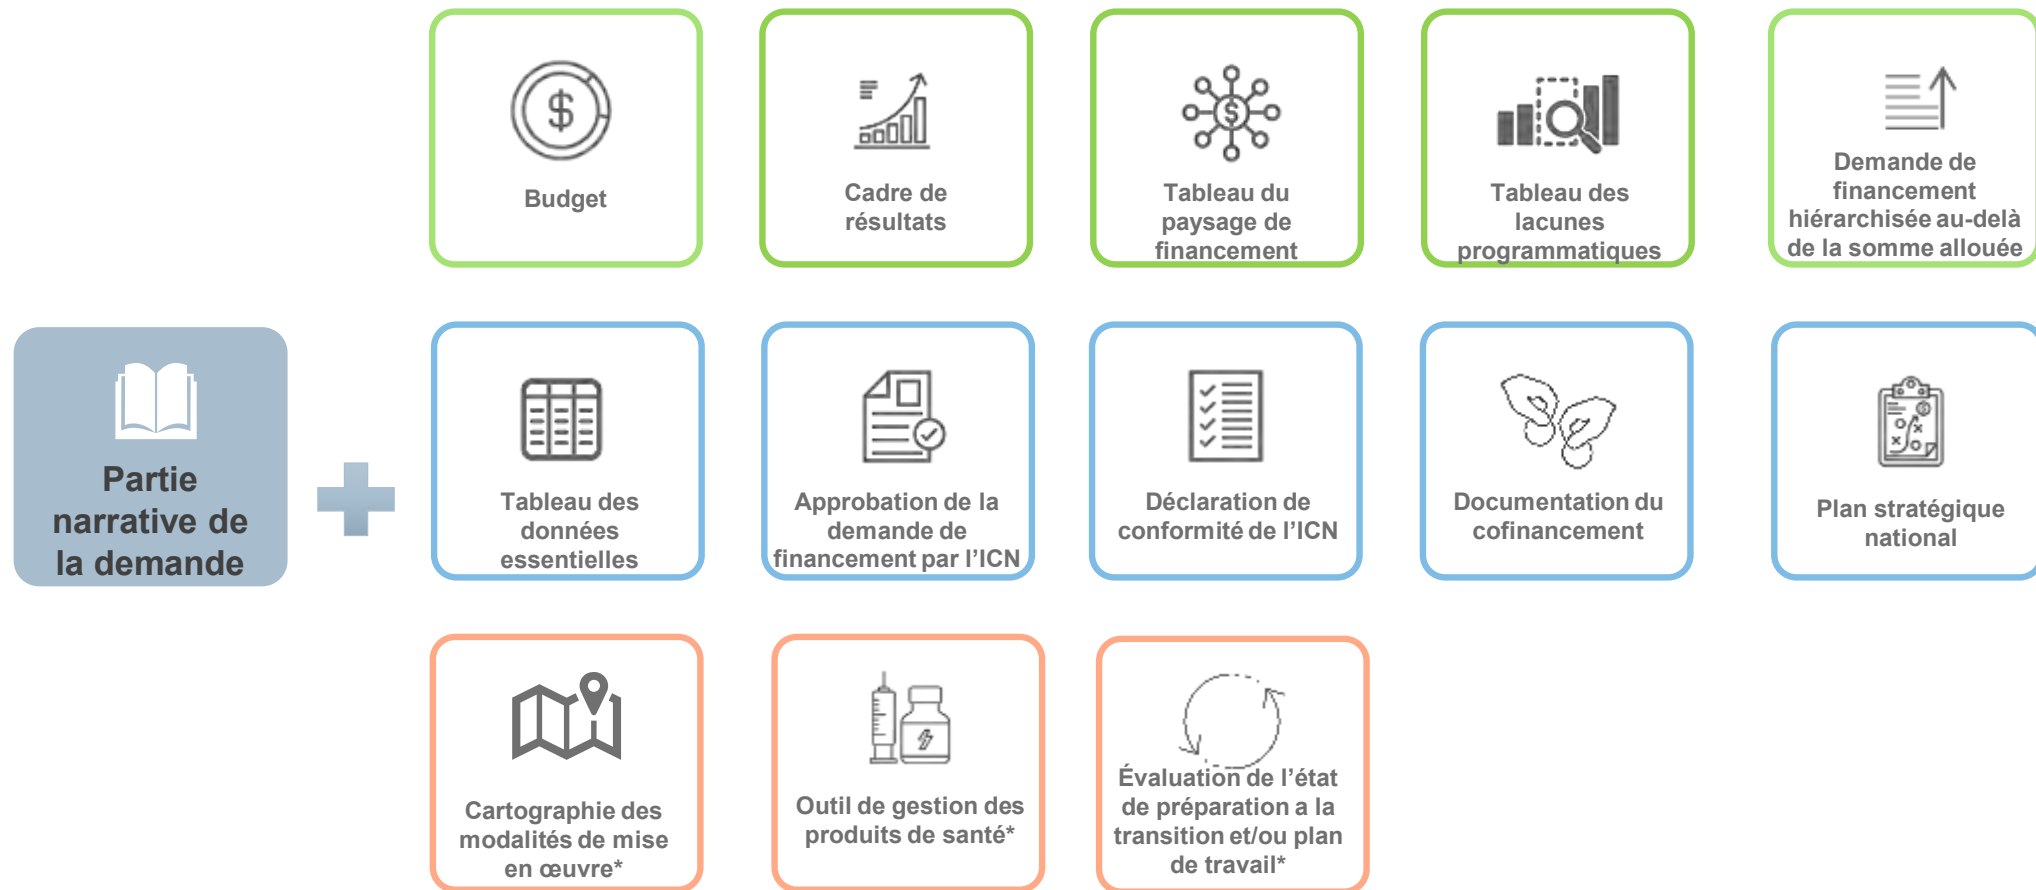 Budget
Cadre de
résultats
Tableau du
paysage de
financement
Tableau des
lacunes
programmatiques
Demande de
financement
hiérarchisée au-delà
de la somme allouée
Partie
narrative de
la demande
Tableau des
données
essentielles
Approbation de la
demande de
financement par l’ICN
Déclaration de
conformité de l’ICN
Documentation du
cofinancement
Plan stratégique
national
Cartographie des
modalités de mise
en œuvre*
Outil de gestion des
produits de santé*
Évaluation de l’état
de préparation a la
transition et/ou plan
de travail*